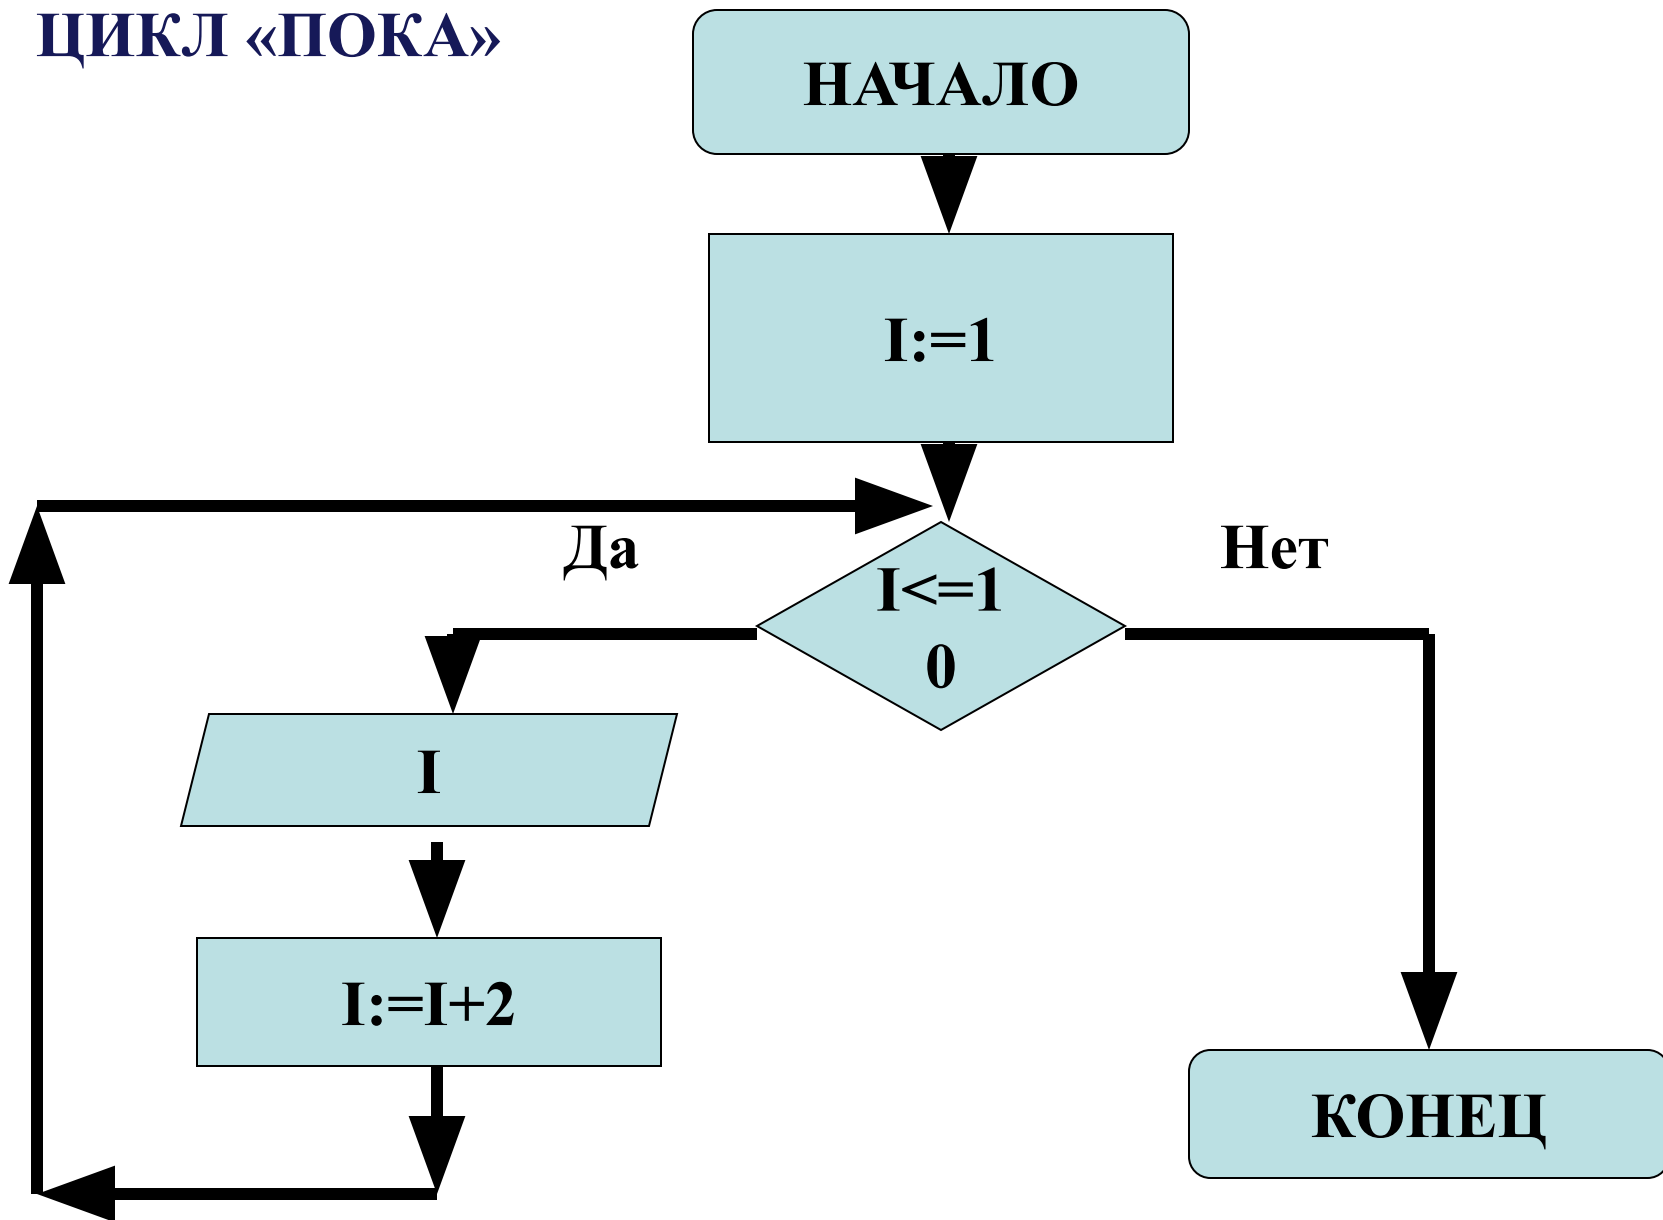 ЦИКЛ «ПОКА»
НАЧАЛО
I:=1
Да
Нет
I<=1
0
I
I:=I+2
КОНЕЦ